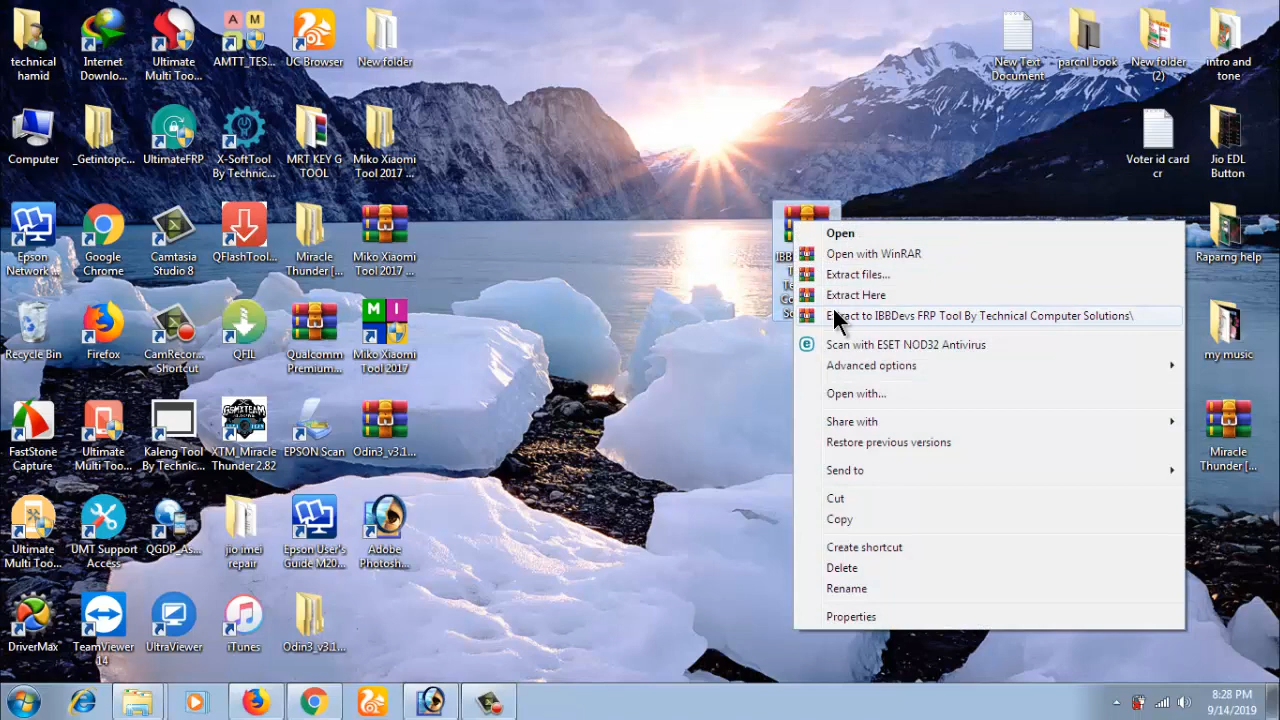 technical
hamid
Internet
Downlo...
Ultimate
Multi Too...
AMTT_TES...
UC Browser
New folder
New Text
Document
parcnl book
New folder
(2)
intro and
tone
Computer
_Getintopc...
UltimateFRP
X-SoftTool
By Technic...
MRT KEY G
TOOL
Miko Xiaomi
Tool 2017 ...
Voter id card
cr
Jio EDL
Button
Epson
Network ...
Google
Chrome
Camtasia
Studio 8
QFlashTool...
Miracle
Thunder [...
Miko Xiaomi
Tool 2017 ...
Raparng help
Recycle Bin
Firefox
CamRecor...
Shortcut
QFIL
Qualcomm
Premium...
Miko Xiaomi
Tool 2017
my music
FastStone
Capture
Ultimate
Multi Too...
Kaleng Tool
By Technic...
XTM_Miracle
Thunder 2.82
EPSON Scan
Odin3_v3.1...
Miracle
Thunder [...
Ultimate
Multi Too...
UMT Support
Access
QGDP_As...
jio imei
repair
Epson User's
Guide M20...
Adobe
Photosh...
DriverMax
TeamViewer
14
UltraViewer
iTunes
Odin3_v3.1...
Open
Open with WinRAR
Extract files...
Extract Here
Extract to IBBDevs FRP Tool By Technical Computer Solutions\
Scan with ESET NOD32 Antivirus
Advanced options
Open with...
Share with
Restore previous versions
Send to
Cut
Copy
Create shortcut
Delete
Rename
Properties
8:28 PM
9/14/2019